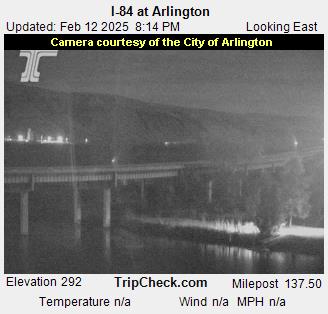 I-84 at Arlington
Updated: Feb 12 2025 8:14 PM Looking East
Camera courtesy of the City of Arlington
Elevation 292 TripCheck.com Milepost 137.50
Temperature n/a Wind n/a MPH n/a